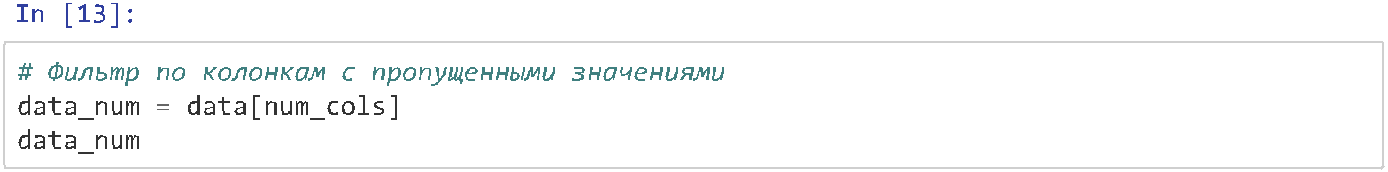 In [13]:
# Фильтр по колонкам с пропущенными значениями
data_num = data[num_cols]
data_num